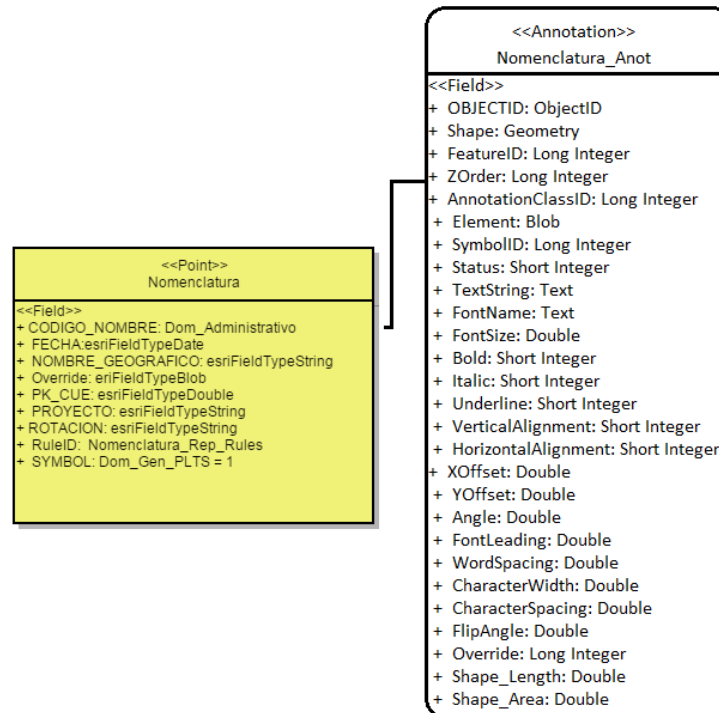 <<Annotation>>
Nomenclatura_Anot
<<Field>>
+ OBJECTID: ObjectID
+ Shape: Geometry
+ FeatureID: Long Integer
+ ZOrder: Long Integer
+ AnnotationClassID: Long Integer
+ Element: Blob
+ SymbolID: Long Integer
+ Status: Short Integer
+ TextString: Text
+ FontName: Text
+ FontSize: Double
+ Bold: Short Integer
+ Italic: Short Integer
+ Underline: Short Integer
+ VerticalAlignment: Short Integer
+ HorizontalAlignment: Short Integer
+ XOffset: Double
+ YOffset: Double
+ Angle: Double
+ FontLeading: Double
+ WordSpacing: Double
+ CharacterWidth: Double
+ CharacterSpacing: Double
+ FlipAngle: Double
+ Override: Long Integer
+ Shape_Length: Double
+ Shape_Area: Double
<<Point>>
Nomenclatura
<<Field>>
+ CODIGO_NOMBRE: Dom_Administrativo
+ FECHA:esriFieldTypeDate
+ NOMBRE_GEOGRAFICO: esriFieldTypeString
+ Override: eriFieldTypeBlob
+ PK_CUE: esriFieldTypeDouble
+ PROYECTO: esriFieldTypeString
+ ROTACION: esriFieldTypeString
+ RuleID: Nomenclatura_Rep_Rules
+ SYMBOL: Dom_Gen_PLTS = 1